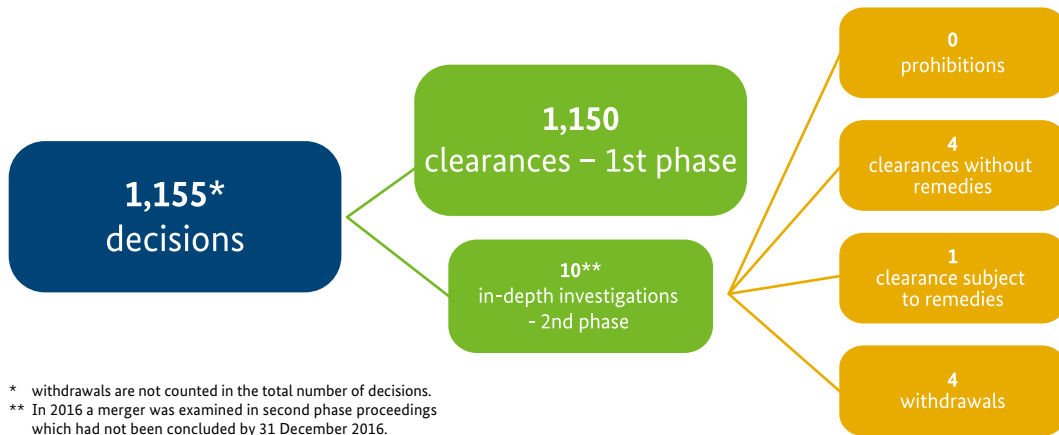 1,155*
decisions
1,150
clearances – 1st phase
10**
in-depth investigations
- 2nd phase
0
prohibitions
4
clearances without
remedies
1
clearance subject
to remedies
4
withdrawals
* withdrawals are not counted in the total number of decisions.
** In 2016 a merger was examined in second phase proceedings
which had not been concluded by 31 December 2016.